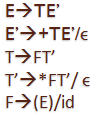 E→TE'
E'→+TE'/ϵ
T→FT'
T'→*FT'/ ϵ
F→(E)/id